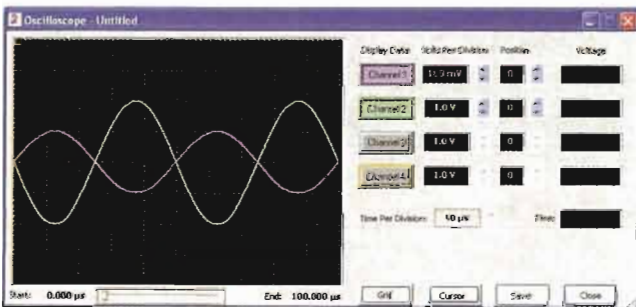 Oscilloscope - Untitled
Display Data Volts Per Division Position Voltage
Channel 1 0
Channel 2 1.0 V 0
Channel 3 1.0 V 0
Channel 4 1.0 V 0
Time Per Division Time:
Start: 0.000 µs End: 100.000 µs
Grid Cursor Save Close